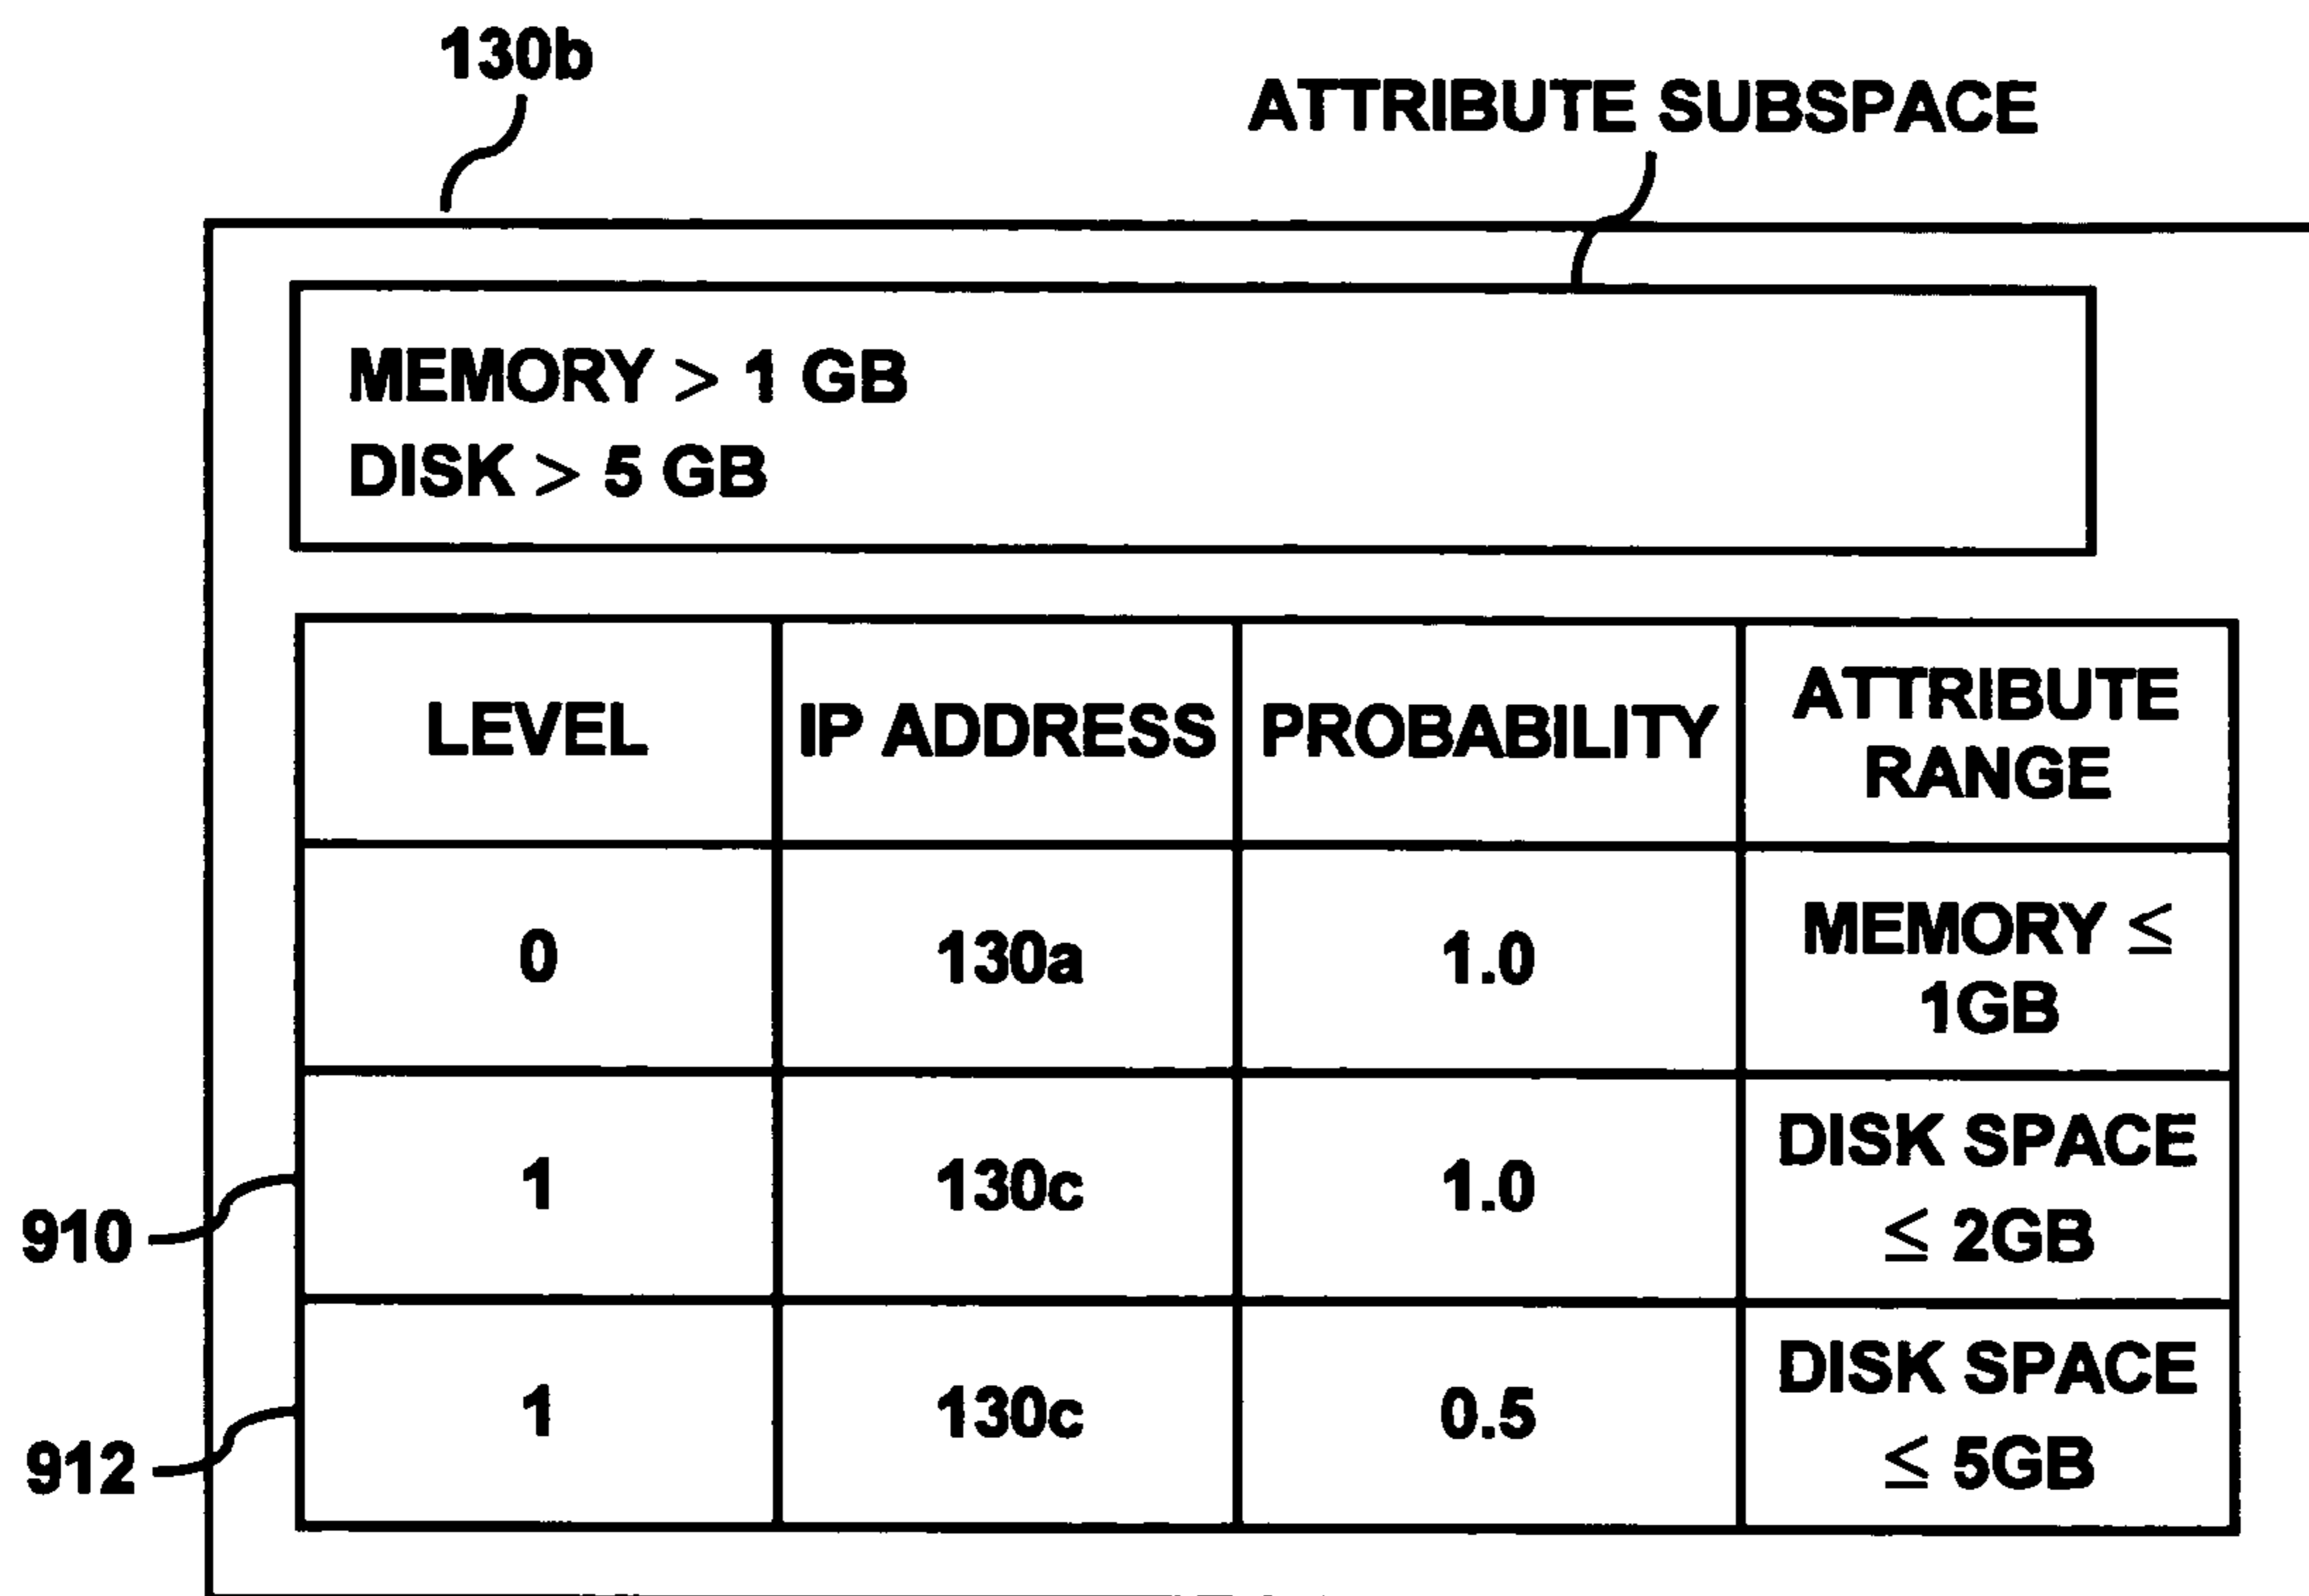 130b
ATTRIBUTE SUBSPACE
MEMORY > 1 GB
DISK > 5 GB
LEVEL
IP ADDRESS
PROBABILITY
ATTRIBUTE
RANGE
0
130a
1.0
MEMORY ≤
1GB
910
1
130c
1.0
DISK SPACE
≤ 2GB
912
1
130c
0.5
DISK SPACE
≤ 5GB